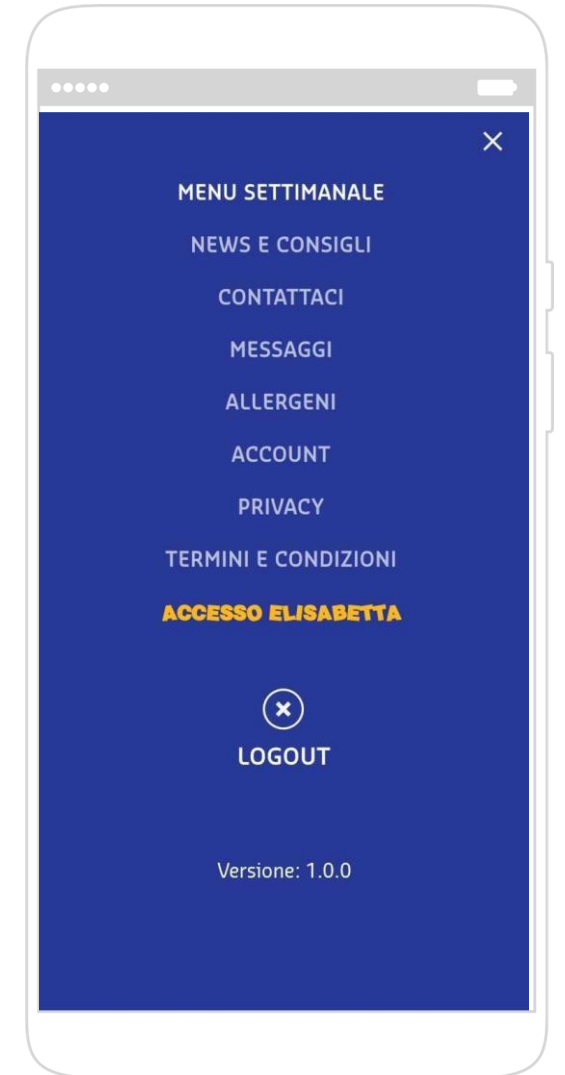 MENU SETTIMANALE
NEWS E CONSIGLI
CONTATTACI
MESSAGGI
ALLERGENI
ACCOUNT
PRIVACY
TERMINI E CONDIZIONI
ACCESSO ELISABETTA
LOGOUT
Versione: 1.0.0